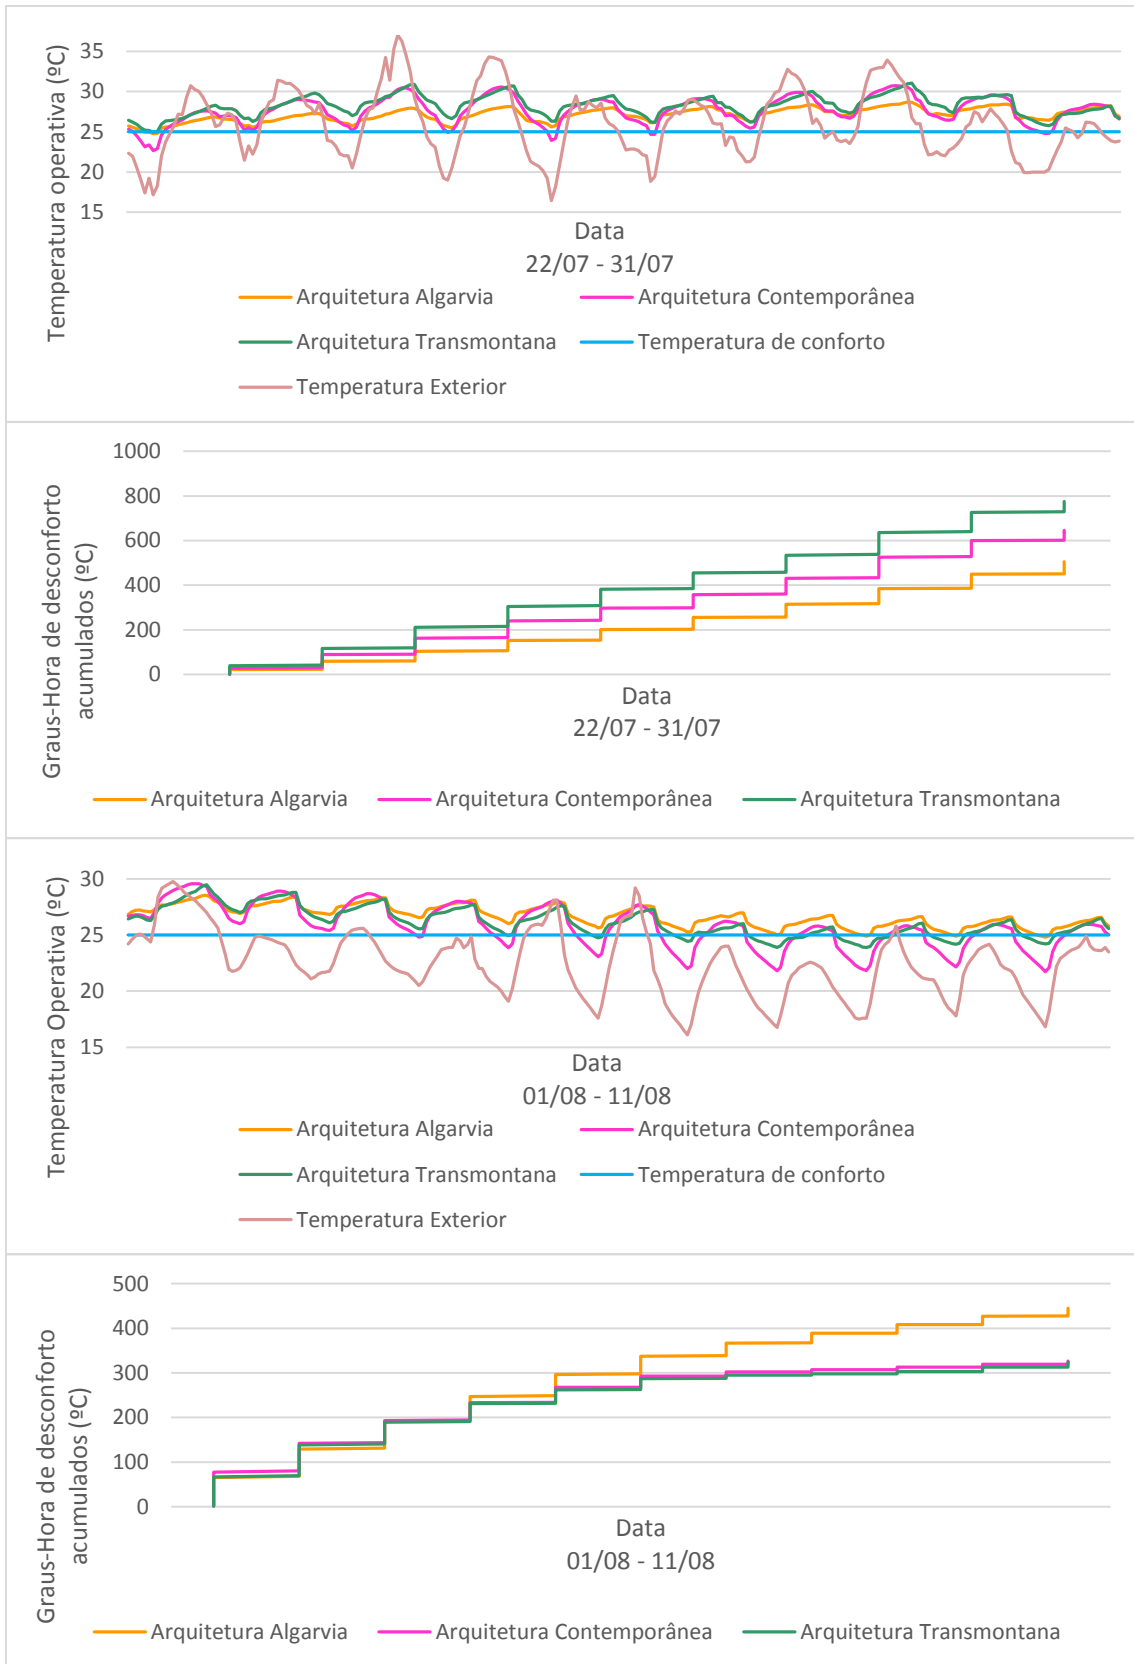 Temperatura operativa (ºC)
35
30
25
20
15
Data
22/07 - 31/07
Arquitetura Algarvia
Arquitetura Contemporânea
Arquitetura Transmontana
Temperatura de conforto
Temperatura Exterior
Graus-Hora de desconforto
acumulados (ºC)
1000
800
600
400
200
0
Data
22/07 - 31/07
Arquitetura Algarvia
Arquitetura Contemporânea
Arquitetura Transmontana
Temperatura Operativa (ºC)
30
25
20
15
Data
01/08 - 11/08
Arquitetura Algarvia
Arquitetura Contemporânea
Arquitetura Transmontana
Temperatura de conforto
Temperatura Exterior
Graus-Hora de desconforto
acumulados (ºC)
500
400
300
200
100
0
Data
01/08 - 11/08
Arquitetura Algarvia
Arquitetura Contemporânea
Arquitetura Transmontana